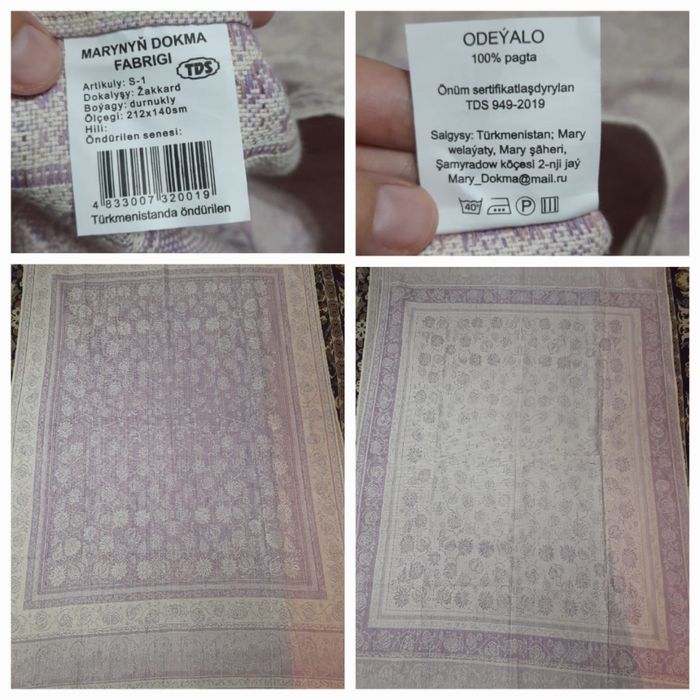 MARYNYŇ DOKMA
FABRIGI
TDS
Artikuly: S-1
Dokalyşy: Žakkard
Boýagy: durnukly
Ölçegi: 212x140sm
Hili:
Öndürilen senesi:
4 833007 320019
Türkmenistanda öndürilen
ODEÝALO
100% pagta
Önüm sertifikatlaşdyrylan
TDS 949-2019
Salgysy: Türkmenistan; Mary
welaýaty, Mary şäheri,
Şamyradow köçesi 2-nji jaý
Mary_Dokma@mail.ru
40°
P